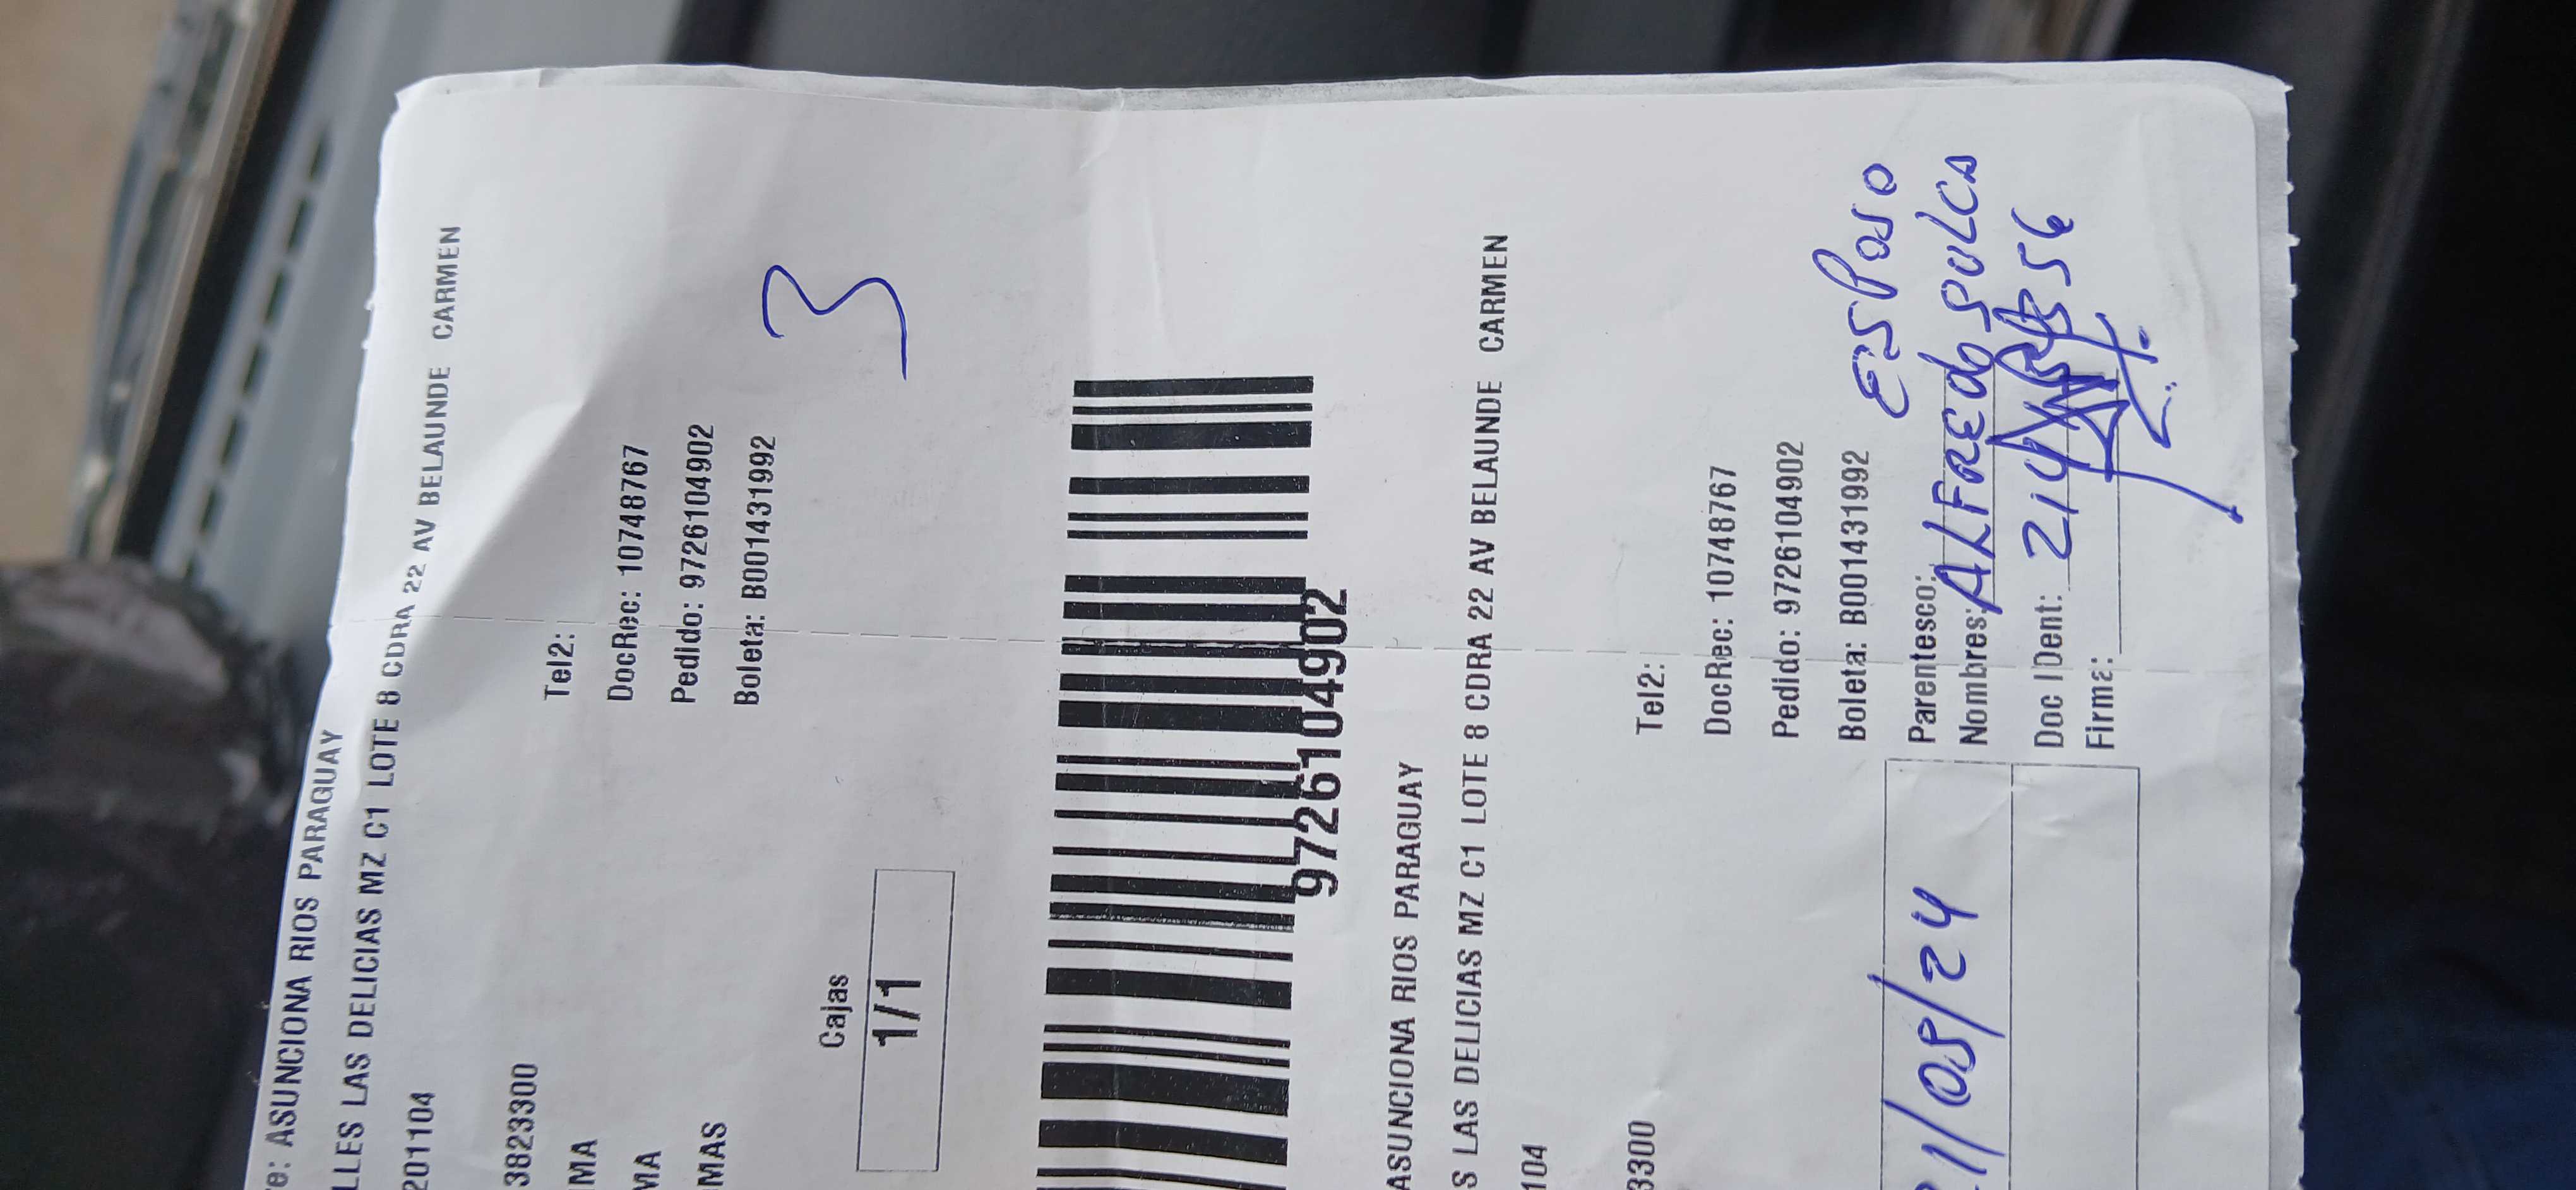 e: ASUNCIONA RIOS PARAGUAY
LLES LAS DELICIAS MZ C1 LOTE 8 CDRA 22 AV BELAUNDE CARMEN
201104
38823300
Tel2:
MA
DocRec: 10748767
MA
Pedido: 9726104902
MAS
Boleta: B001431992
3
Cajas
1/1
9726104902
ASUNCIONA RIOS PARAGUAY
S LAS DELICIAS MZ C1 LOTE 8 CDRA 22 AV BELAUNDE CARMEN
104
3300
Tel2:
DocRec: 10748767
Pedido: 9726104902
Boleta: B001431992
Parentesco: ESPOSO
Nombres: ALFREDO
Doc IDent: 214 56
Firma:
/05/24